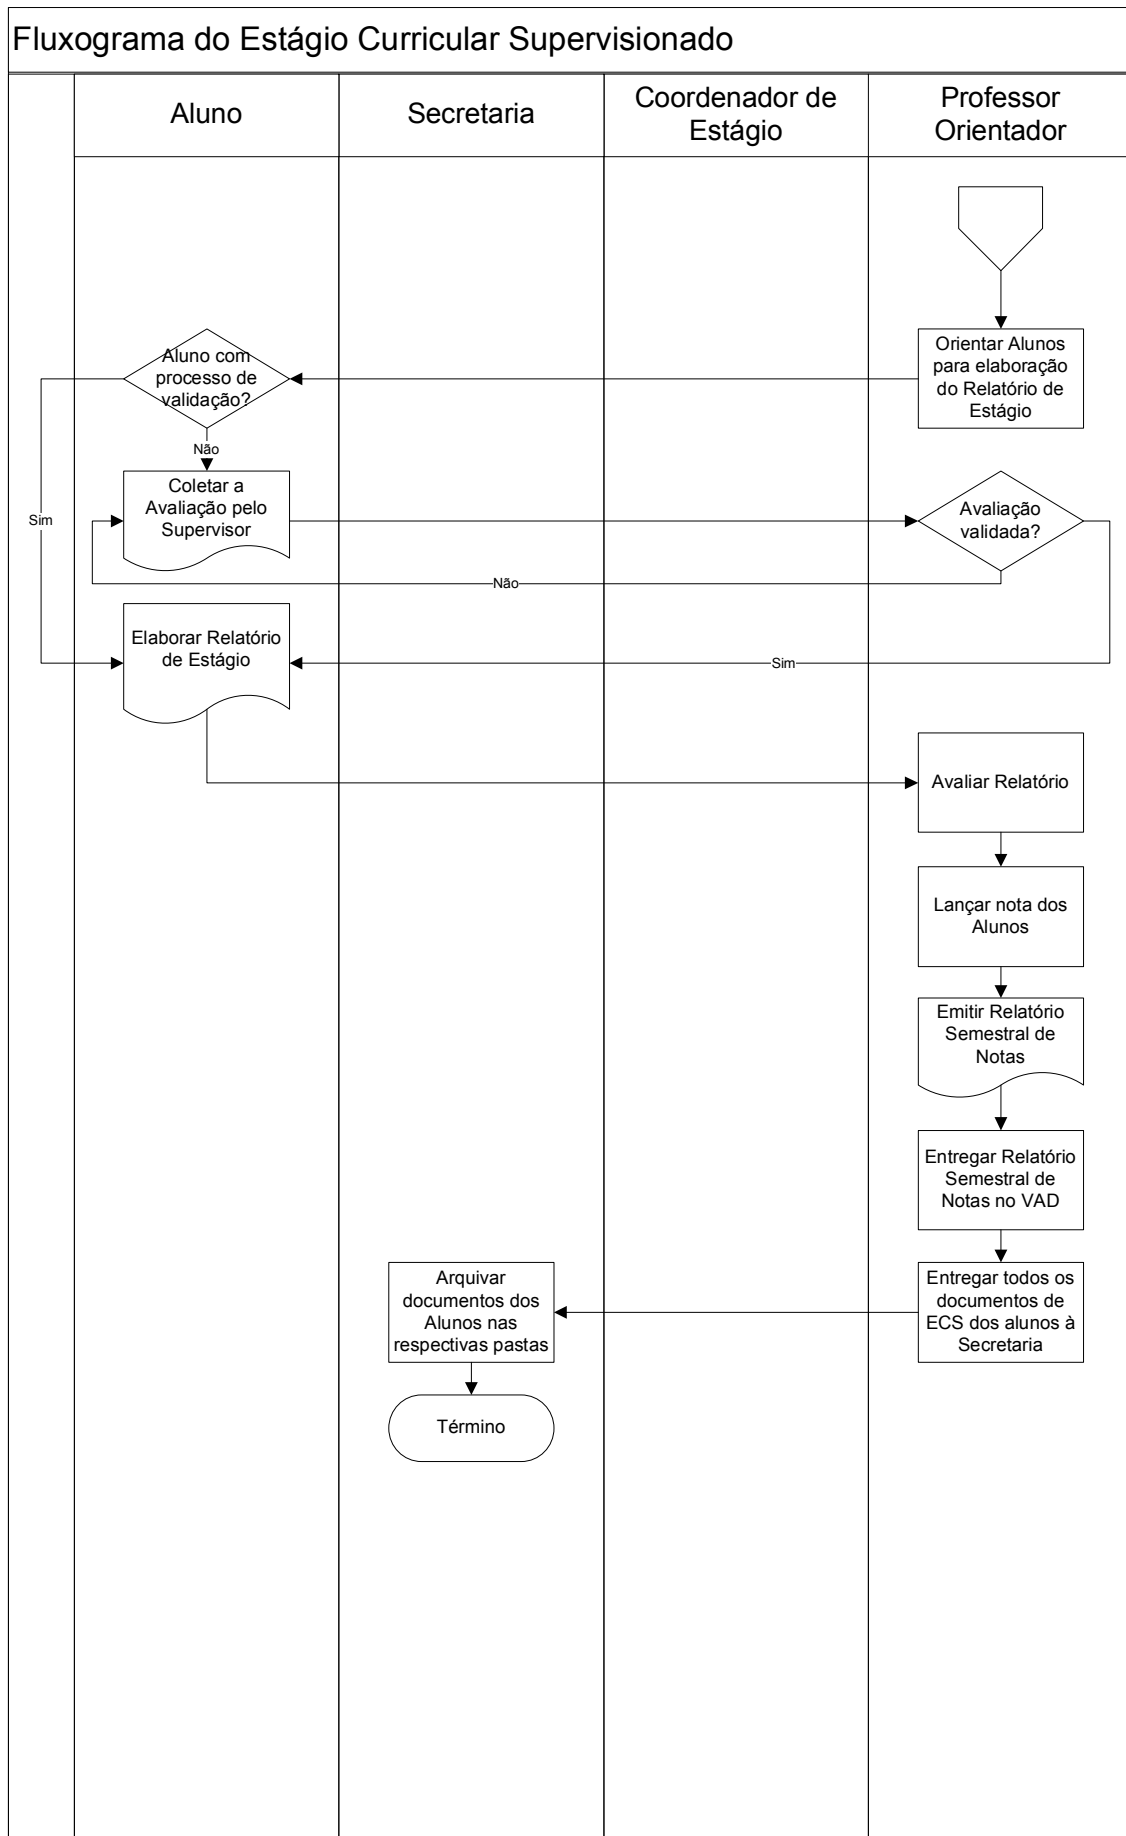 Fluxograma do Estágio Curricular Supervisionado
Aluno
Secretaria
Coordenador de
Estágio
Professor
Orientador
Orientar Alunos
para elaboração
do Relatório de
Estágio
Aluno com
processo de
validação?
Não
Sim
Coletar a
Avaliação pelo
Supervisor
Avaliação
validada?
Não
Elaborar Relatório
de Estágio
Sim
Avaliar Relatório
Lançar nota dos
Alunos
Emitir Relatório
Semestral de
Notas
Entregar Relatório
Semestral de
Notas no VAD
Entregar todos os
documentos de
ECS dos alunos à
Secretaria
Arquivar
documentos dos
Alunos nas
respectivas pastas
Término